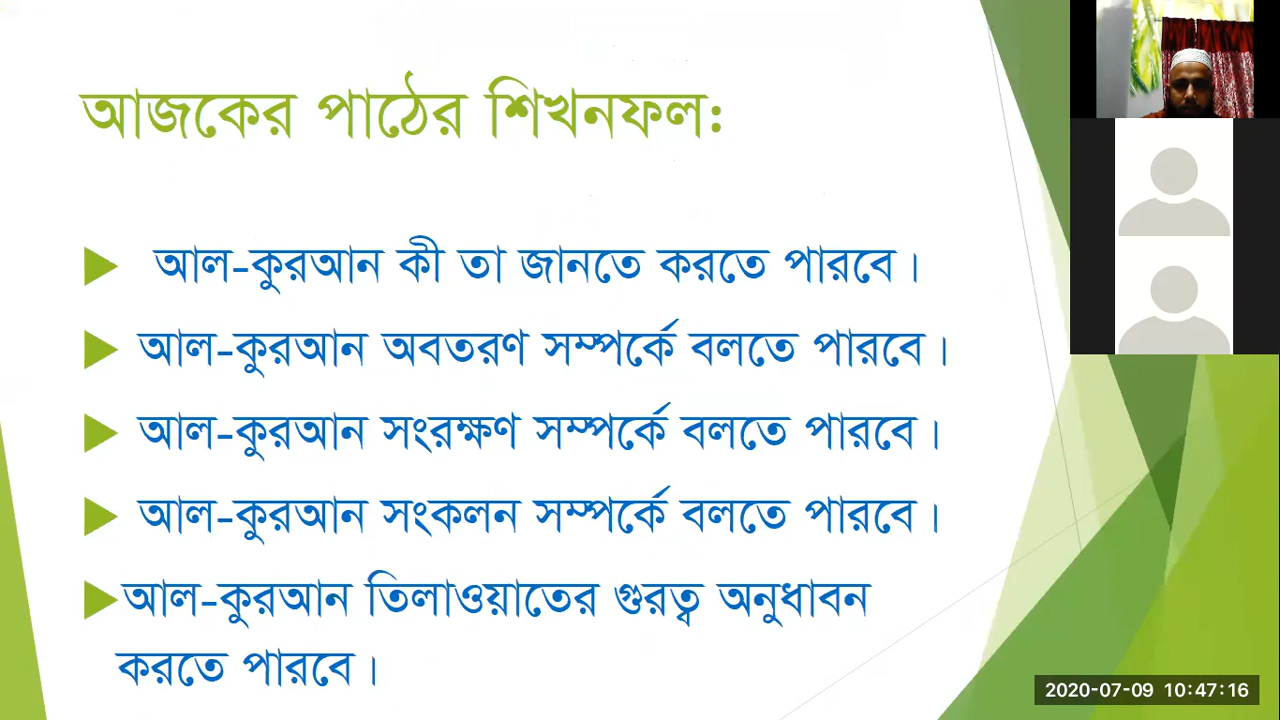 আজকের পাঠের শিখনফল:
আল-কুরআন কী তা জানতে করতে পারবে।
আল-কুরআন অবতরণ সম্পর্কে বলতে পারবে।
আল-কুরআন সংরক্ষণ সম্পর্কে বলতে পারবে।
আল-কুরআন সংকলন সম্পর্কে বলতে পারবে।
আল-কুরআন তিলাওয়াতের গুরত্ব অনুধাবন
করতে পারবে।
2020-07-09 10:47:16